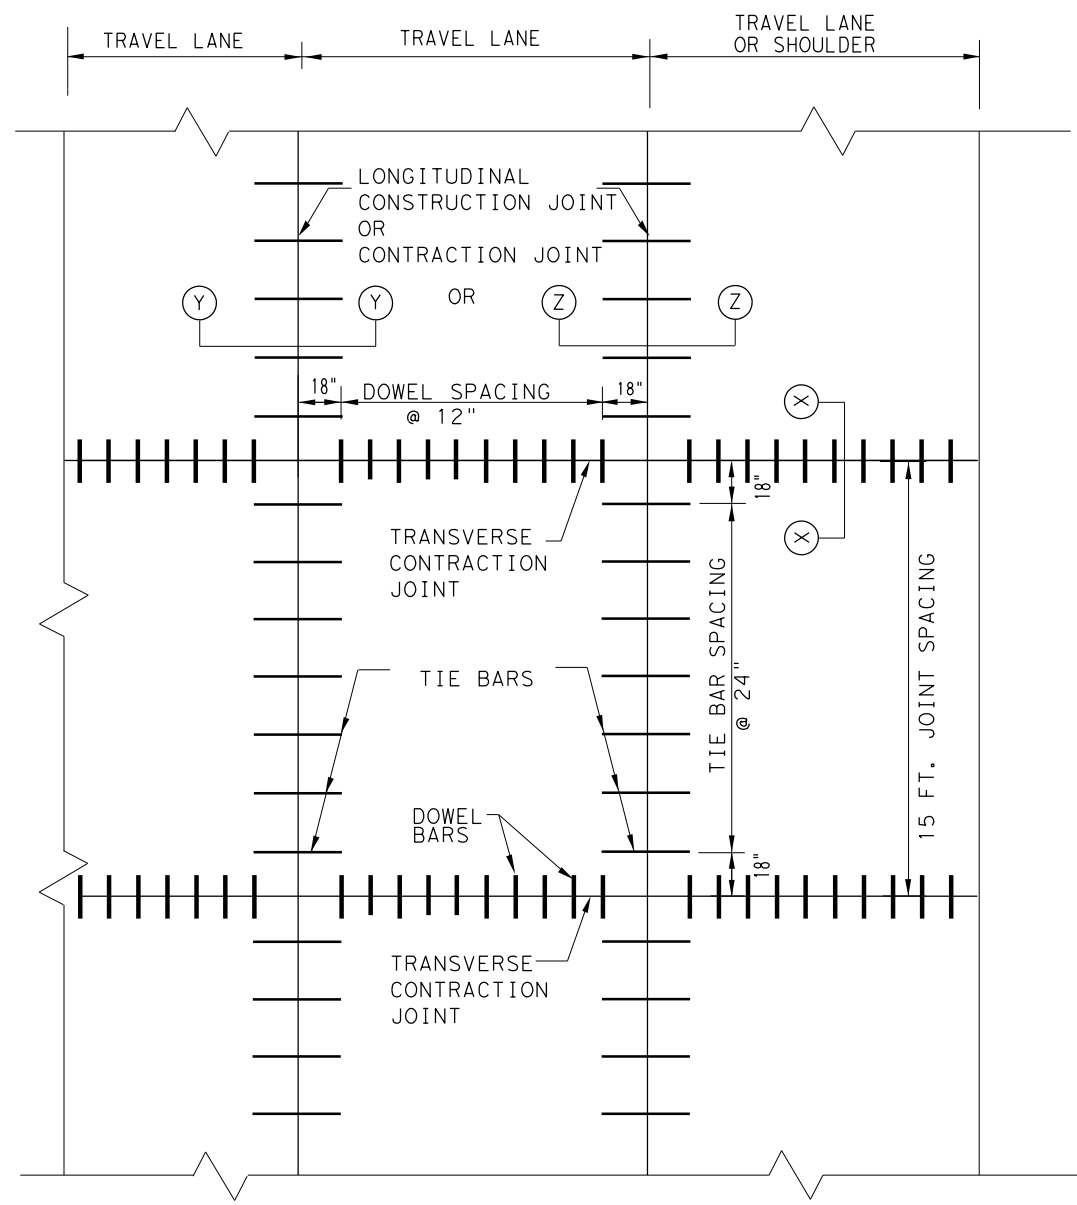 TRAVEL LANE
TRAVEL LANE
TRAVEL LANE
OR SHOULDER
LONGITUDINAL
CONSTRUCTION JOINT
OR
CONTRACTION JOINT
OR
Y
Y
Z
Z
18"
DOWEL SPACING
@ 12"
18"
X
X
18"
TRANSVERSE
CONTRACTION
JOINT
TIE BARS
TIE BAR SPACING
@ 24"
15 FT. JOINT SPACING
DOWEL
BARS
18"
TRANSVERSE
CONTRACTION
JOINT